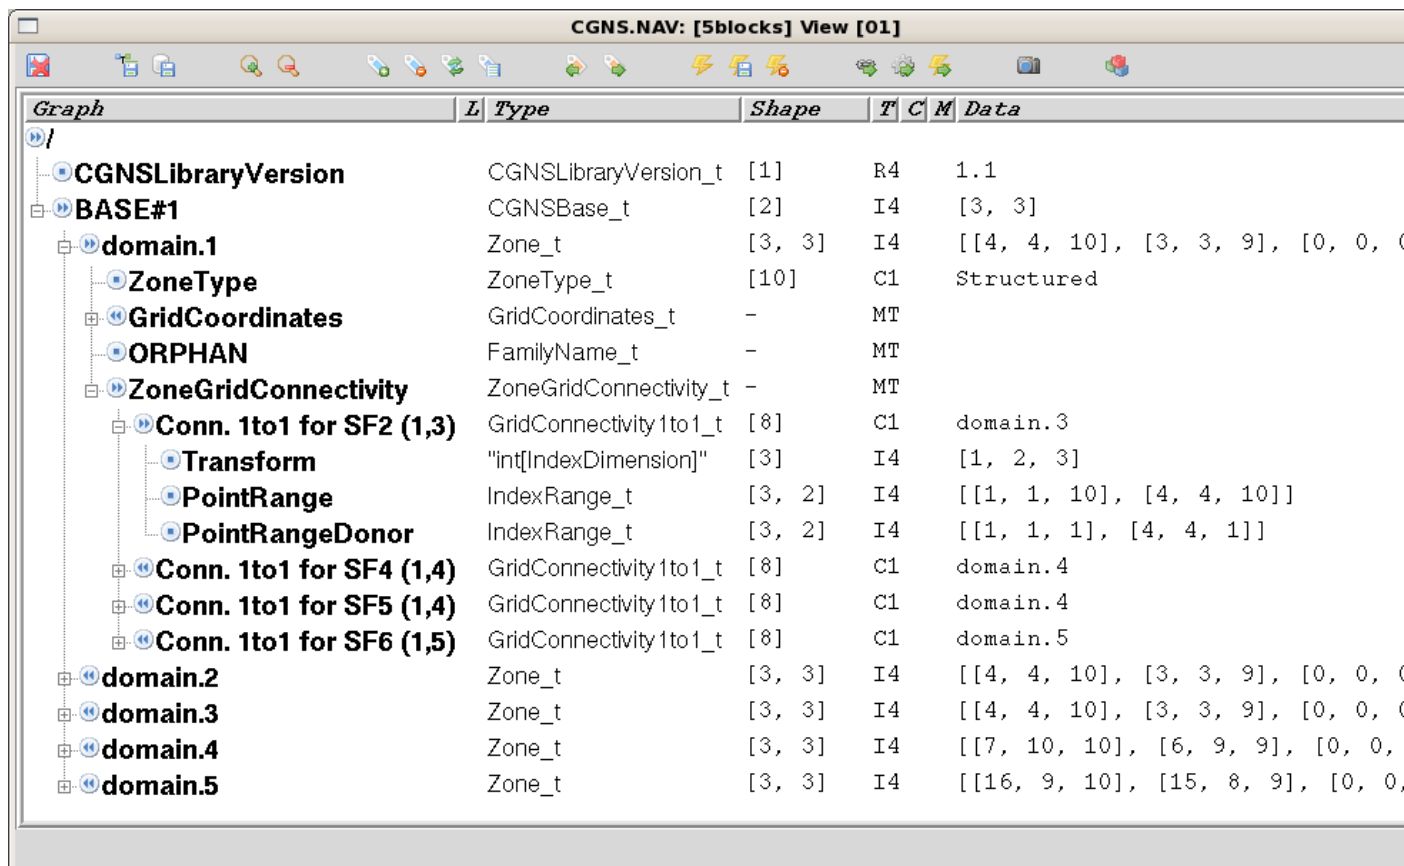 CGNS.NAV: [5blocks] View [01]
Graph L Type Shape T C M Data
/
CGNSLibraryVersion CGNSLibraryVersion_t [1] R4 1.1
BASE#1 CGNSBase_t [2] I4 [3, 3]
domain.1 Zone_t [3, 3] I4 [[4, 4, 10], [3, 3, 9], [0, 0,
ZoneType ZoneType_t [10] C1 Structured
GridCoordinates GridCoordinates_t - MT
ORPHAN FamilyName_t - MT
ZoneGridConnectivity ZoneGridConnectivity_t - MT
Conn. 1to1 for SF2 (1,3) GridConnectivity1to1_t [8] C1 domain.3
Transform "int[IndexDimension]" [3] I4 [1, 2, 3]
PointRange IndexRange_t [3, 2] I4 [[1, 1, 10], [4, 4, 10]]
PointRangeDonor IndexRange_t [3, 2] I4 [[1, 1, 1], [4, 4, 1]]
Conn. 1to1 for SF4 (1,4) GridConnectivity1to1_t [8] C1 domain.4
Conn. 1to1 for SF5 (1,4) GridConnectivity1to1_t [8] C1 domain.4
Conn. 1to1 for SF6 (1,5) GridConnectivity1to1_t [8] C1 domain.5
domain.2 Zone_t [3, 3] I4 [[4, 4, 10], [3, 3, 9], [0, 0,
domain.3 Zone_t [3, 3] I4 [[4, 4, 10], [3, 3, 9], [0, 0,
domain.4 Zone_t [3, 3] I4 [[7, 10, 10], [6, 9, 9], [0, 0,
domain.5 Zone_t [3, 3] I4 [[16, 9, 10], [15, 8, 9], [0, 0,